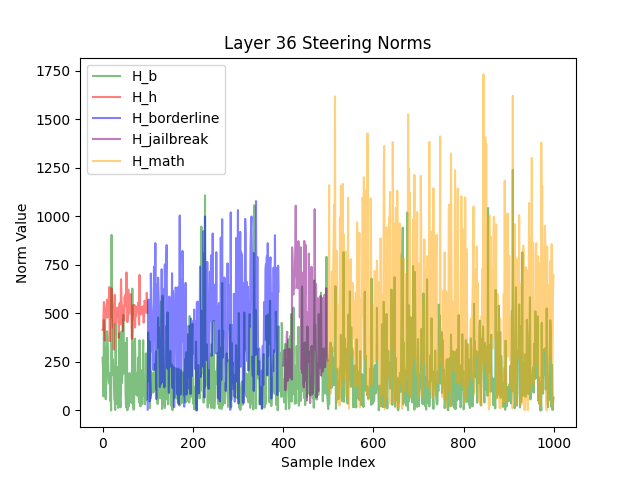 Layer 36 Steering Norms
H_b
H_h
H_borderline
H_jailbreak
H_math
Norm Value
1750
1500
1250
1000
750
500
250
0
0 200 400 600 800 1000
Sample Index